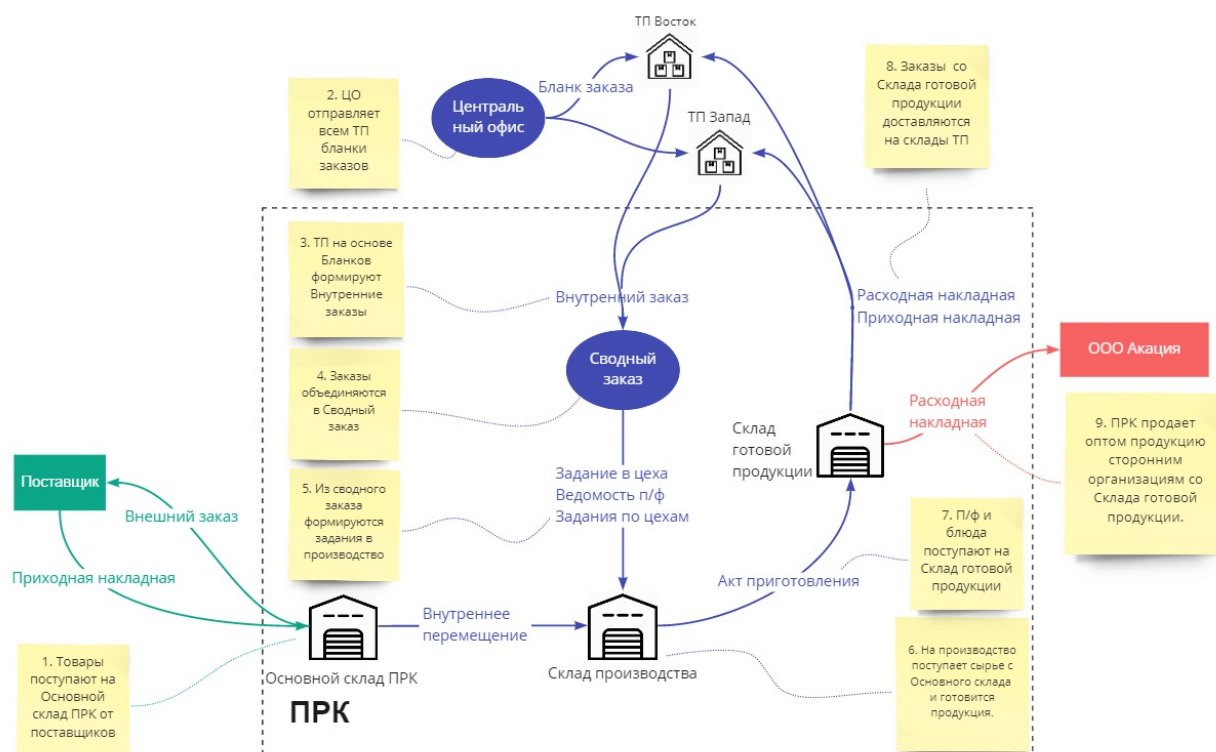 ТП Восток
2. ЦО
отправляет
всем ТП
бланки
заказов
Централь
ный офис
Бланк заказа
ТП Запад
8. Заказы со
Склада готовой
продукции
доставляются
на склады ТП
3. ТП на основе
Бланков
формируют
Внутренние
заказы
Внутренний заказ
Расходная накладная
Приходная накладная
4. Заказы
объединяются
в Сводный
заказ
Сводный
заказ
ООО Акация
Расходная
накладная
Склад
готовой
продукции
9. ПРК продает
оптом продукцию
сторонним
организациям со
Склада готовой
продукции.
Поставщик
Внешний заказ
Приходная накладная
5. Из сводного
заказа
формируются
задания в
производство
Задание в цеха
Ведомость п/ф
Задания по цехам
7. П/ф и
блюда
поступают на
Склад готовой
продукции
Акт приготовления
Внутреннее
перемещение
1. Товары
поступают на
Основной
склад ПРК от
поставщиков
Основной склад ПРК
Склад производства
6. На производство
поступает сырье с
Основного склада
и готовится
продукция.
ПРК